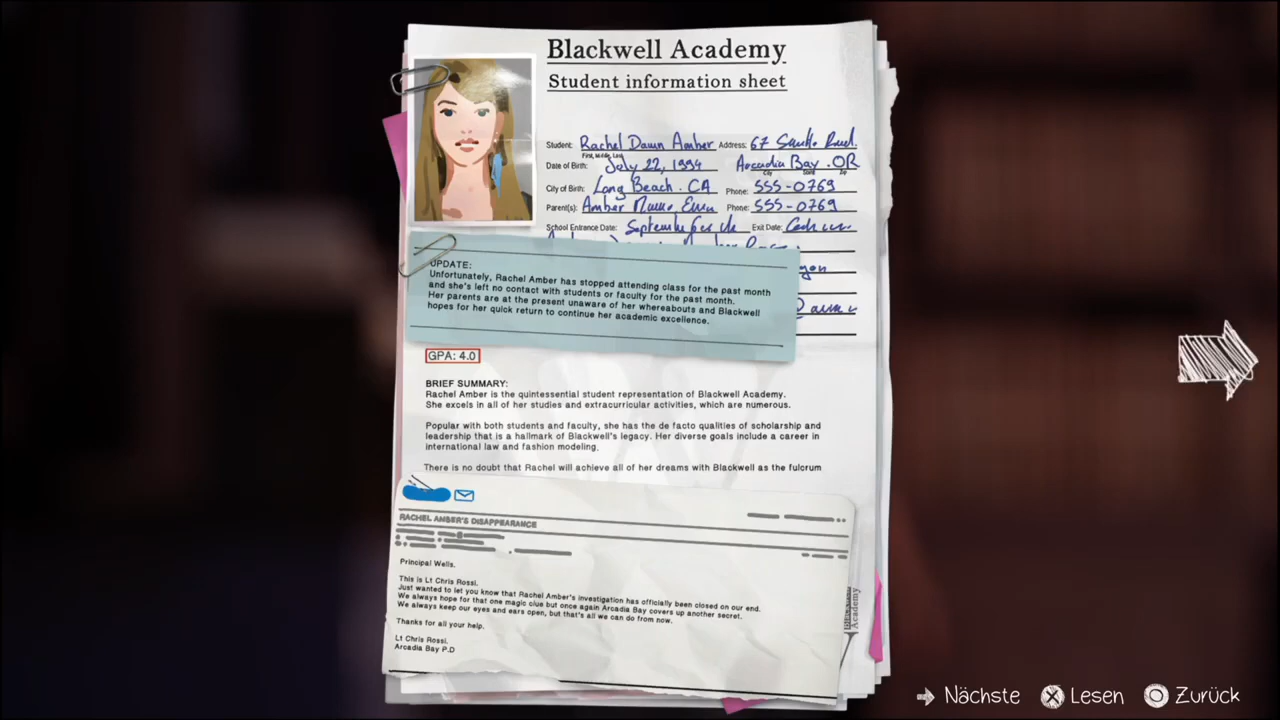 Blackwell Academy
Student information sheet
Student: Rachel Dawn Amber Address: 67
First, Middle, Last
Date of Birth: July 22, 1994 Arcadia Bay . OR
City State Zip
City of Birth: Long Beach . CA Phone: 555-0769
Parent(s): Amber Phone: 555-0769
School Entrance Date: Exit Date:
UPDATE:
Unfortunately, Rachel Amber has stopped attending class for the past month
and she's left no contact with students or faculty for the past month.
Her parents are at the present unaware of her whereabouts and Blackwell
hopes for her quick return to continue her academic excellence.
GPA: 4.0
BRIEF SUMMARY:
Rachel Amber is the quintessential student representation of Blackwell Academy.
She excels in all of her studies and extracurricular activities, which are numerous.
Popular with both students and faculty, she has the de facto qualities of scholarship and
leadership that is a hallmark of Blackwell's legacy. Her diverse goals include a career in
international law and fashion modeling.
There is no doubt that Rachel will achieve all of her dreams with Blackwell as the fulcrum
RACHEL AMBER'S DISAPPEARANCE
Principal Wells.
This is Lt Chris Rossi.
Just wanted to let you know that Rachel Amber's investigation has officially been closed on our end.
We always hope for that one magic clue but once again Arcadia Bay covers up another secret.
We always keep our eyes and ears open, but that's all we can do from now.
Thanks for all your help.
Lt Chris Rossi.
Arcadia Bay P.D
Academy
Nächste Lesen Zurück